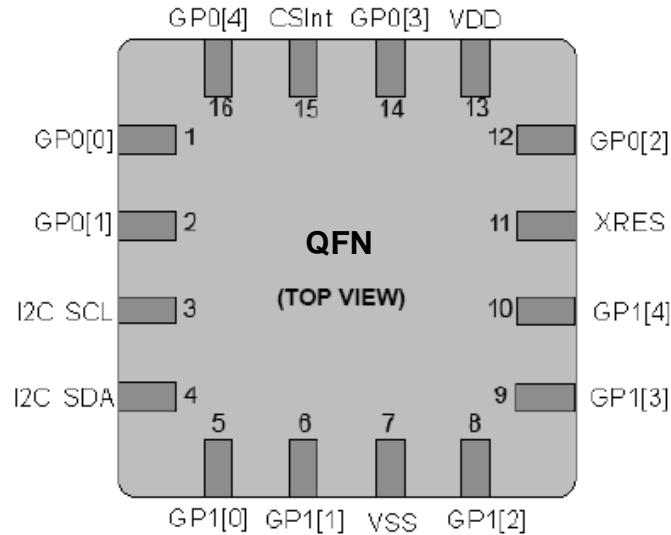 GP0[4] CSInt GP0[3] VDD
16 15 14 13
GP0[0] 1 12 GP0[2]
GP0[1] 2 11 XRES
QFN
(TOP VIEW)
I2C SCL 3 10 GP1[4]
I2C SDA 4 9 GP1[3]
5 6 7 8
GP1[0] GP1[1] VSS GP1[2]